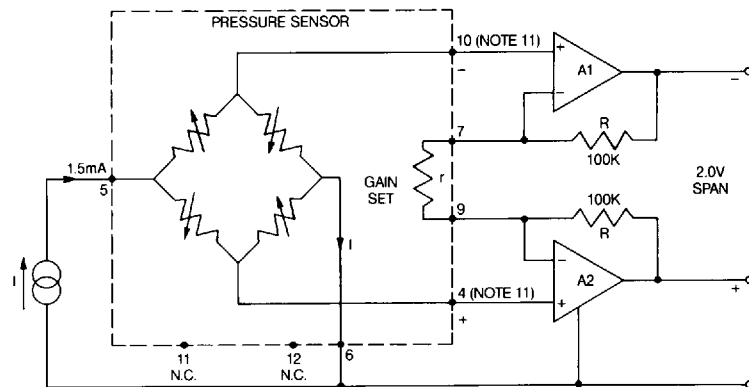 PRESSURE SENSOR
10 (NOTE 11)
−
+
A1
−
−
7
R
100K
1.5mA
5
GAIN
SET
r
2.0V
SPAN
9
100K
R
I
I
−
A2
+
+
4 (NOTE 11)
+
11
N.C.
12
N.C.
6